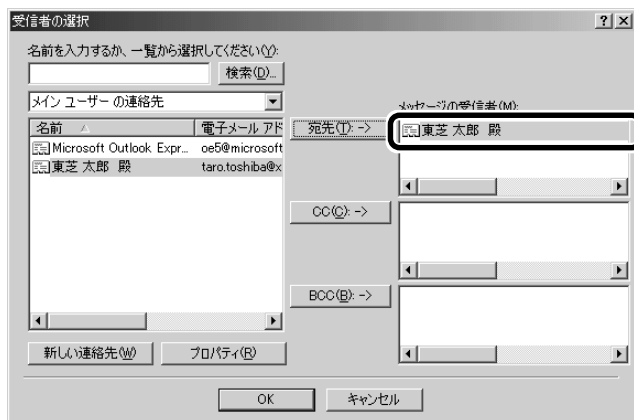 受信者の選択
名前を入力するか、一覧から選択してください(Y):
検索(D)...
メイン ユーザー の連絡先
メッセージの受信者(M):
名前 電子メール アド
宛先(T): ->
東芝 太郎 殿
Microsoft Outlook Expr... oe5@microsoft
東芝 太郎 殿 taro.toshiba@x
CC(C): ->
BCC(B): ->
新しい連絡先(W) プロパティ(R)
OK キャンセル